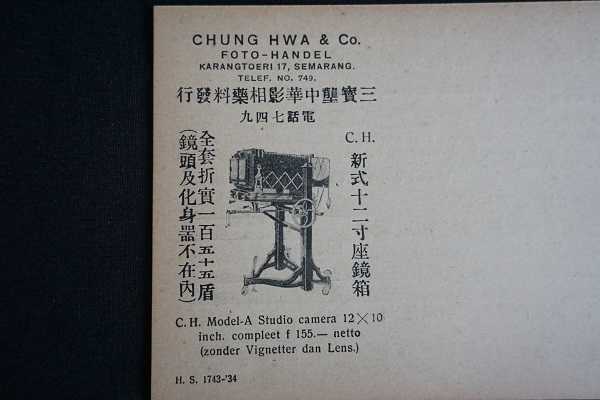 CHUNG HWA & Co.
FOTO-HANDEL
KARANGTOERI 17, SEMARANG.
TELEF. NO. 749.
三寶壟中華影相藥料發行
電話七四九
C. H.
新式十二寸座鏡箱
全套折實一百五十五盾
(鏡頭及化身器不在內)
C. H. Model-A Studio camera 12×10
inch. compleet f 155.— netto
(zonder Vignetter dan Lens.)
H. S. 1743-'34